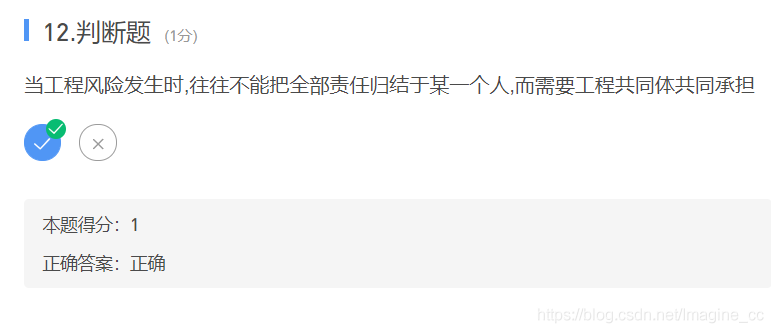 12.判断题 (1分)
当工程风险发生时,往往不能把全部责任归结于某一个人,而需要工程共同体共同承担
本题得分：1
正确答案：正确
https://blog.csdn.net/Imagine_cc